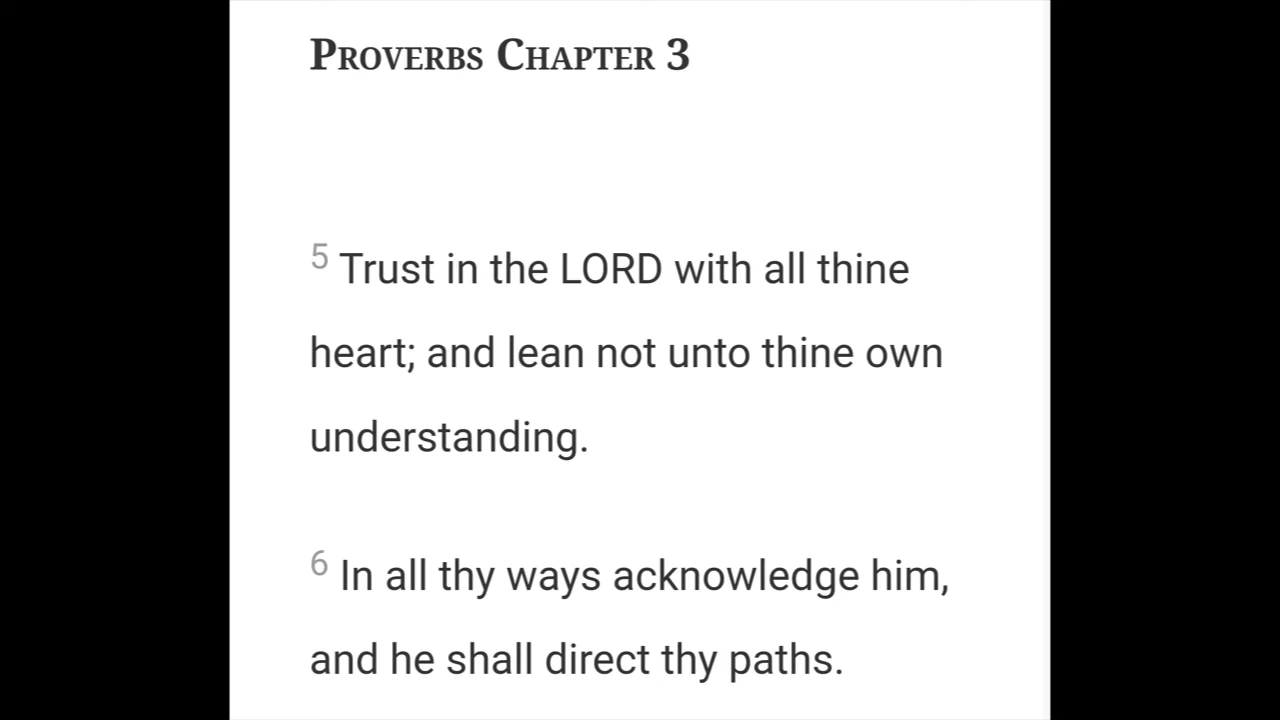 Proverbs Chapter 3
5 Trust in the LORD with all thine
heart; and lean not unto thine own
understanding.
6 In all thy ways acknowledge him,
and he shall direct thy paths.